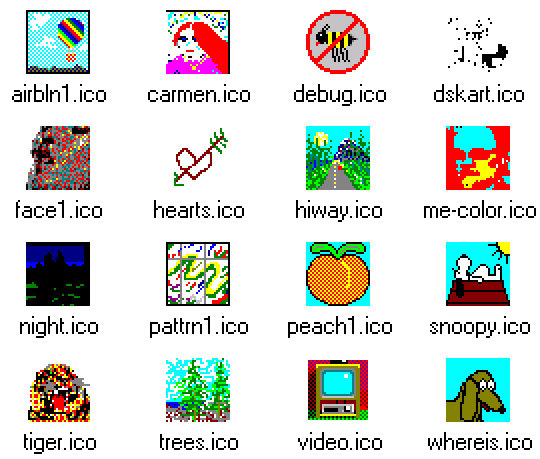 airbln1.ico carmen.ico debug.ico dskart.ico
face1.ico hearts.ico hiway.ico me-color.ico
night.ico pattrn1.ico peach1.ico snoopy.ico
tiger.ico trees.ico video.ico whereis.ico